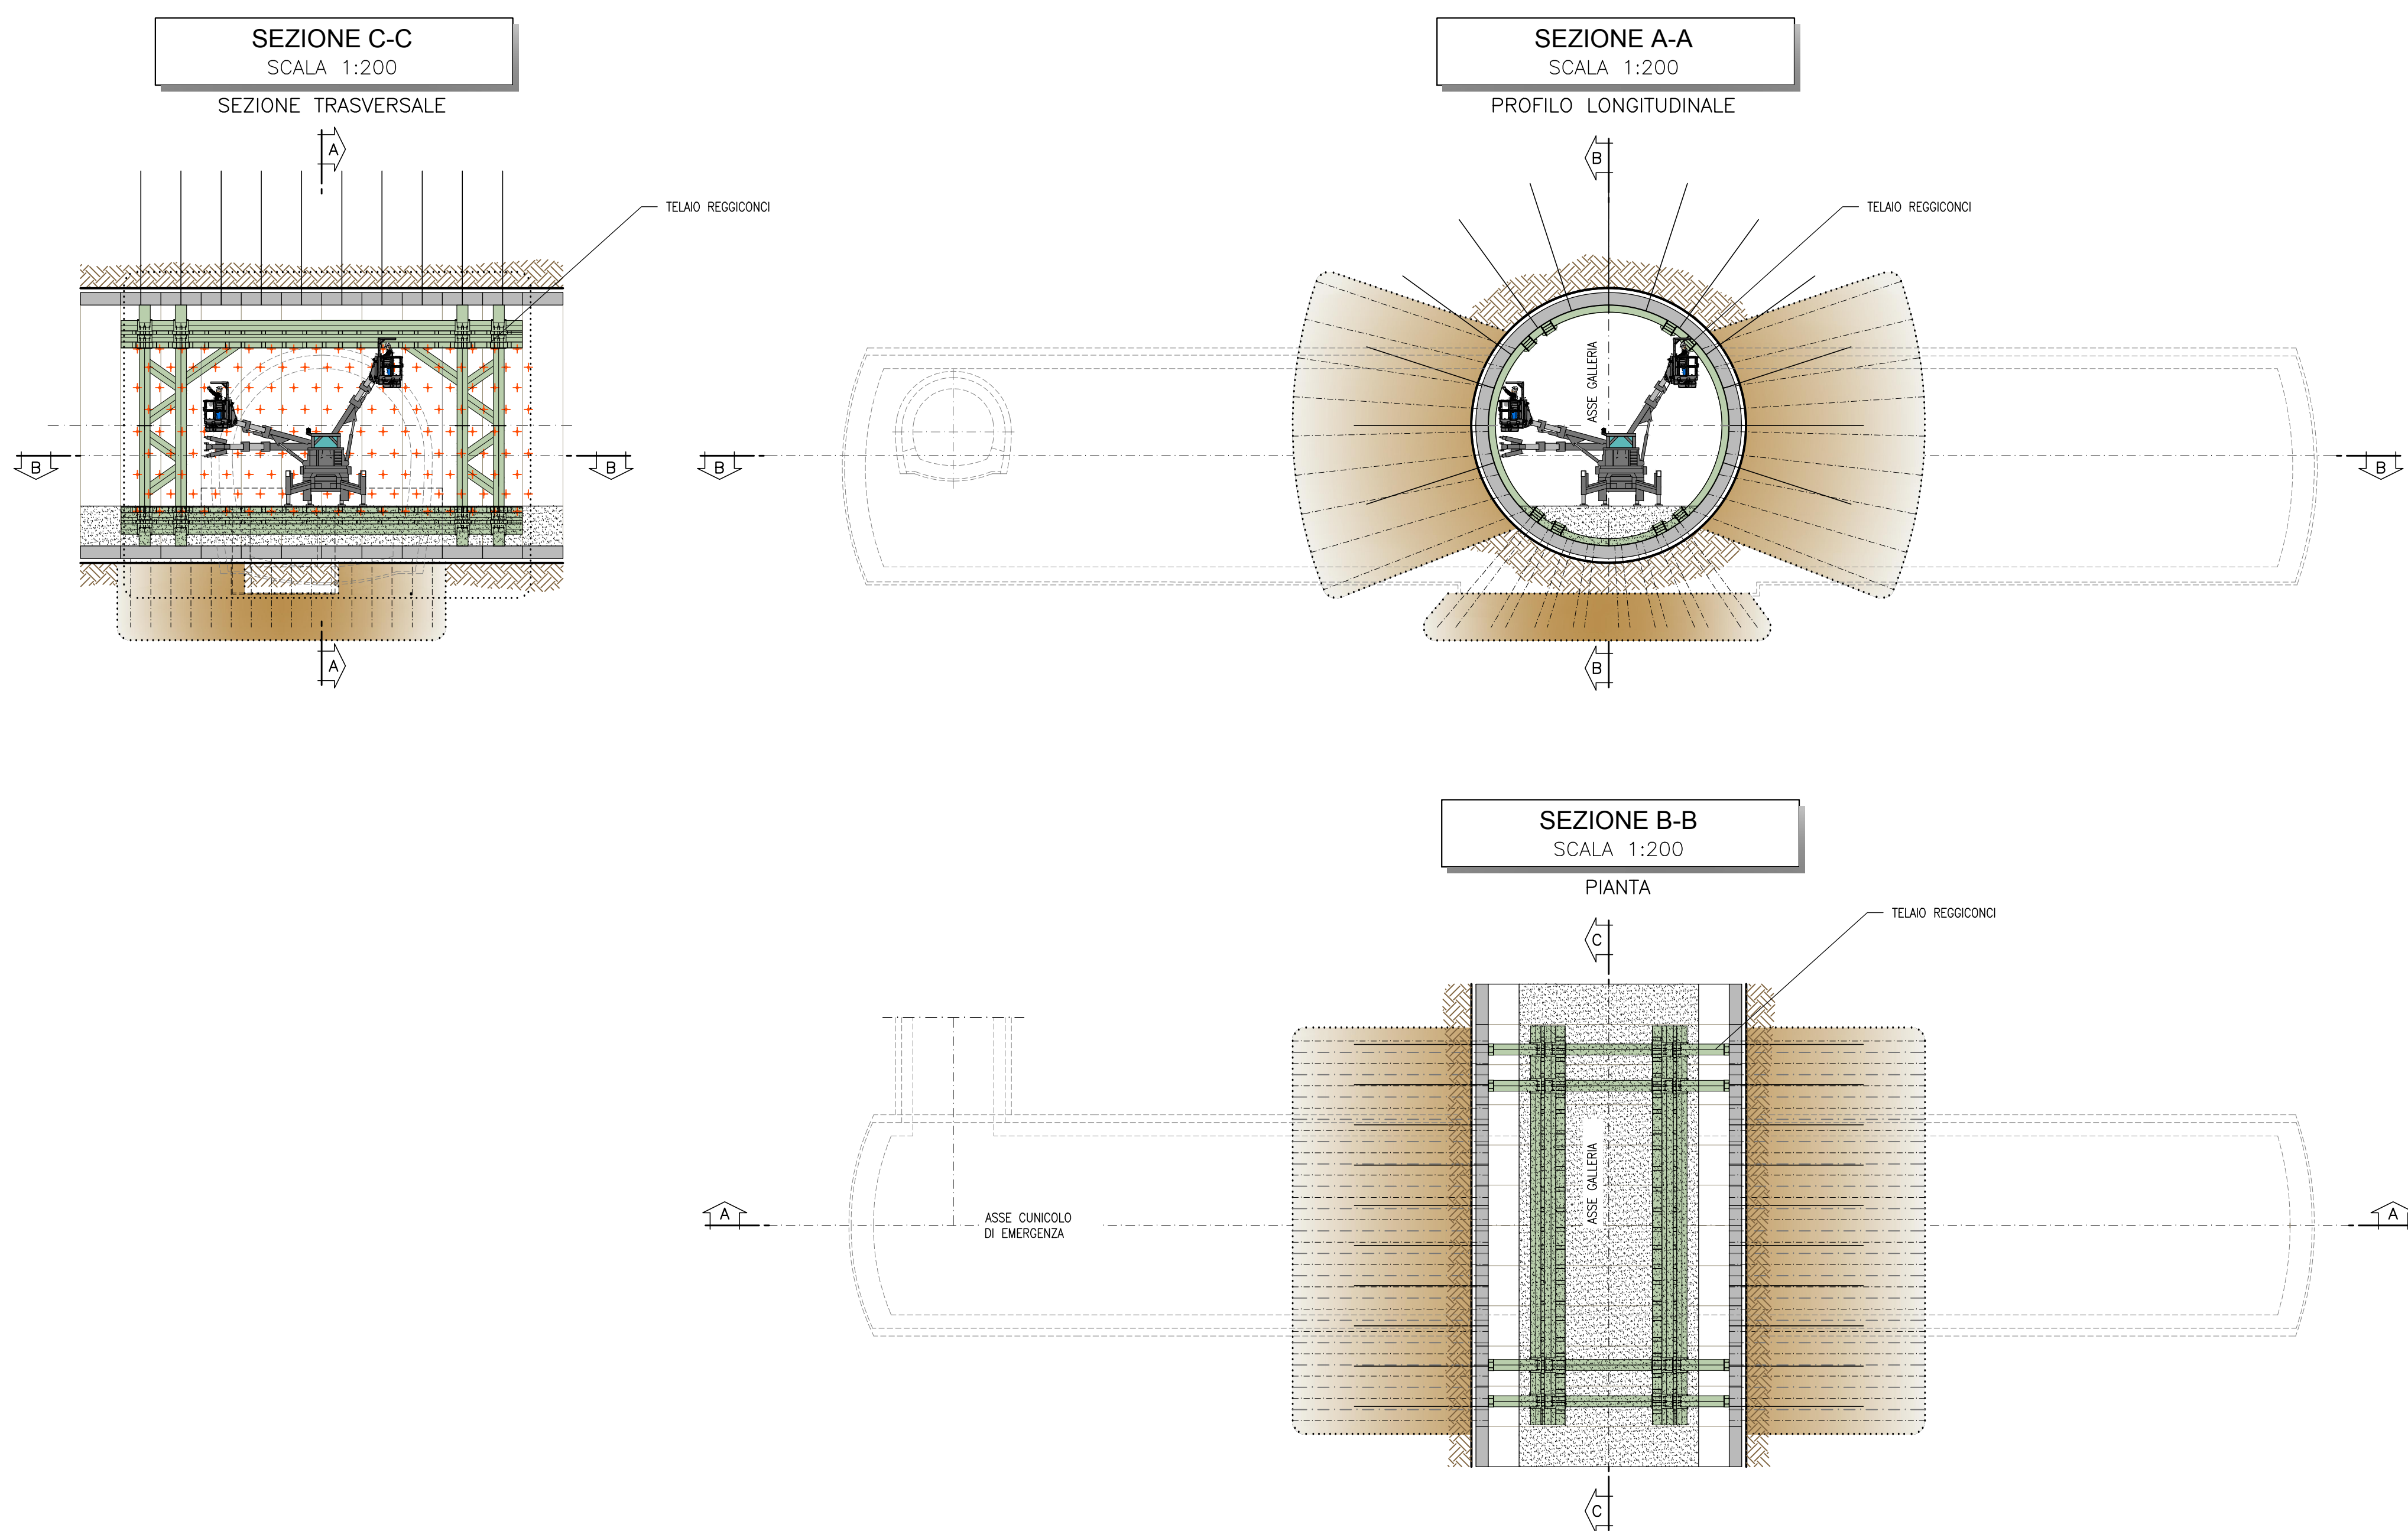 SEZIONE C-C
SCALA 1:200
SEZIONE TRASVERSALE
A
TELAIO REGGICONCI
B
B
A
SEZIONE A-A
SCALA 1:200
PROFILO LONGITUDINALE
B
TELAIO REGGICONCI
ASSE GALLERIA
B
B
B
SEZIONE B-B
SCALA 1:200
PIANTA
C
TELAIO REGGICONCI
ASSE GALLERIA
A
ASSE CUNICOLO
DI EMERGENZA
A
C